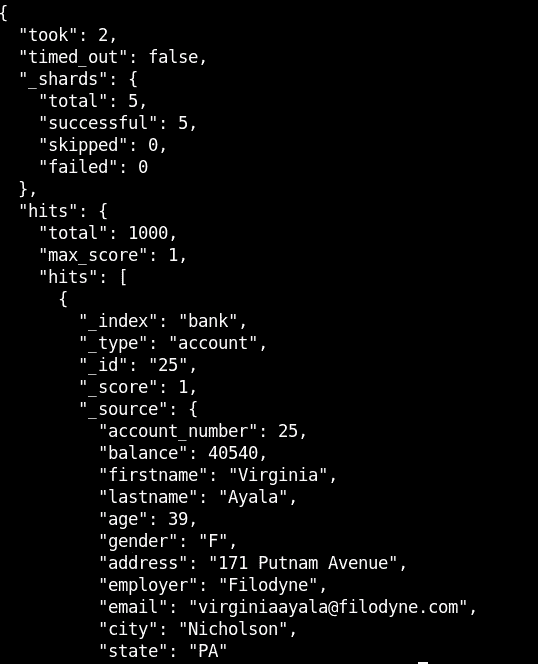 {
  "took": 2,
  "timed_out": false,
  "_shards": {
    "total": 5,
    "successful": 5,
    "skipped": 0,
    "failed": 0
  },
  "hits": {
    "total": 1000,
    "max_score": 1,
    "hits": [
      {
        "_index": "bank",
        "_type": "account",
        "_id": "25",
        "_score": 1,
        "_source": {
          "account_number": 25,
          "balance": 40540,
          "firstname": "Virginia",
          "lastname": "Ayala",
          "age": 39,
          "gender": "F",
          "address": "171 Putnam Avenue",
          "employer": "Filodyne",
          "email": "virginiaayala@filodyne.com",
          "city": "Nicholson",
          "state": "PA"